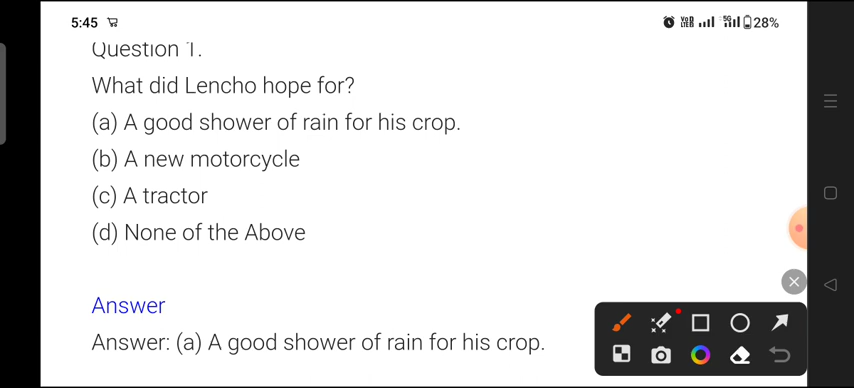 5:45 28%
Question 1.
What did Lencho hope for?
(a) A good shower of rain for his crop.
(b) A new motorcycle
(c) A tractor
(d) None of the Above
Answer
Answer: (a) A good shower of rain for his crop.